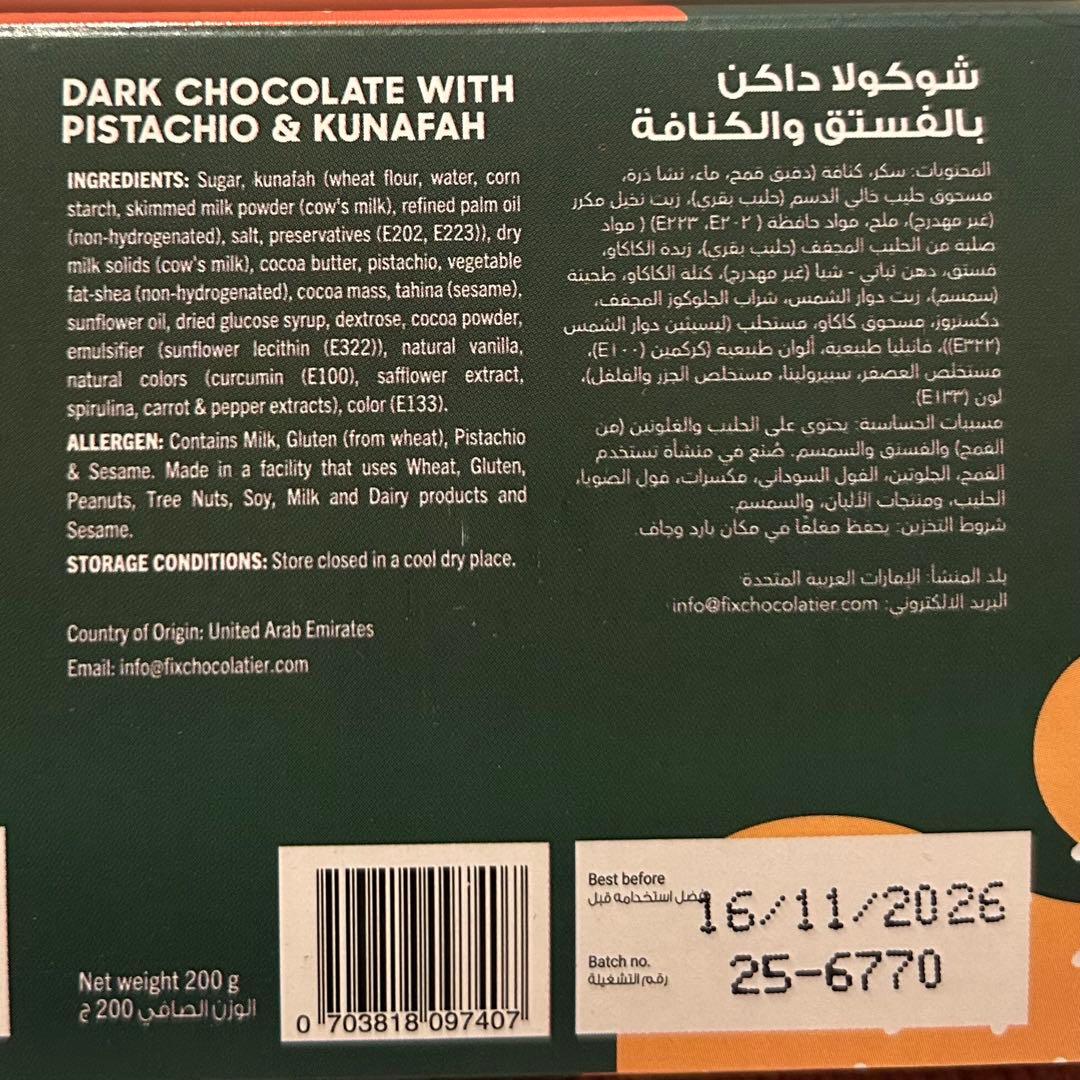 DARK CHOCOLATE WITH
PISTACHIO & KUNAFAH
INGREDIENTS: Sugar, kunafah (wheat flour, water, corn
starch, skimmed milk powder (cow's milk), refined palm oil
(non-hydrogenated), salt, preservatives (E202, E223)), dry
milk solids (cow's milk), cocoa butter, pistachio, vegetable
fat-shea (non-hydrogenated), cocoa mass, tahina (sesame),
sunflower oil, dried glucose syrup, dextrose, cocoa powder,
emulsifier (sunflower lecithin (E322)), natural vanilla,
natural colors (curcumin (E100), safflower extract,
spirulina, carrot & pepper extracts), color (E133).
ALLERGEN: Contains Milk, Gluten (from wheat), Pistachio
& Sesame. Made in a facility that uses Wheat, Gluten,
Peanuts, Tree Nuts, Soy, Milk and Dairy products and
Sesame.
STORAGE CONDITIONS: Store closed in a cool dry place.
Country of Origin: United Arab Emirates
Email: info@fixchocolatier.com
شوكولا داكن
بالفستق والكنافة
المحتويات: سكر، كنافة (دقيق قمح، ماء، نشا ذرة،
مسحوق حليب خالي الدسم (حليب بقري)، زيت نخيل مكرر
(غير مهدرج)، ملح، مواد حافظة (E٢٠٢، E٢٢٣) ) مواد
صلبة من الحليب المجفف (حليب بقري)، زبدة الكاكاو،
فستق، دهن نباتي - شيا (غير مهدرج)، كتلة الكاكاو، طحينة
(سمسم)، زيت دوار الشمس، شراب الجلوكوز المجفف،
دكستروز، مسحوق كاكاو، مستحلب (ليسيثين دوار الشمس
(E٣٢٢))، فانيليا طبيعية، ألوان طبيعية (كركمين (E١٠٠)،
مستخلص العصفر، سبيرولينا، مستخلص الجزر والفلفل)،
لون (E١٣٣).
مسببات الحساسية: يحتوي على الحليب والغلوتين (من
القمح) والفستق والسمسم. صُنع في منشأة تستخدم
القمح، الجلوتين، الفول السوداني، مكسرات، فول الصويا،
الحليب، ومنتجات الألبان، والسمسم.
شروط التخزين: يحفظ مغلقًا في مكان بارد وجاف.
بلد المنشأ: الإمارات العربية المتحدة
البريد الالكتروني: info@fixchocolatier.com
Net weight 200 g
الوزن الصافي 200 ج
0 703818 097407
Best before
يفضل استخدامه قبل
16/11/2026
Batch no.
رقم التشغيلة
25-6770